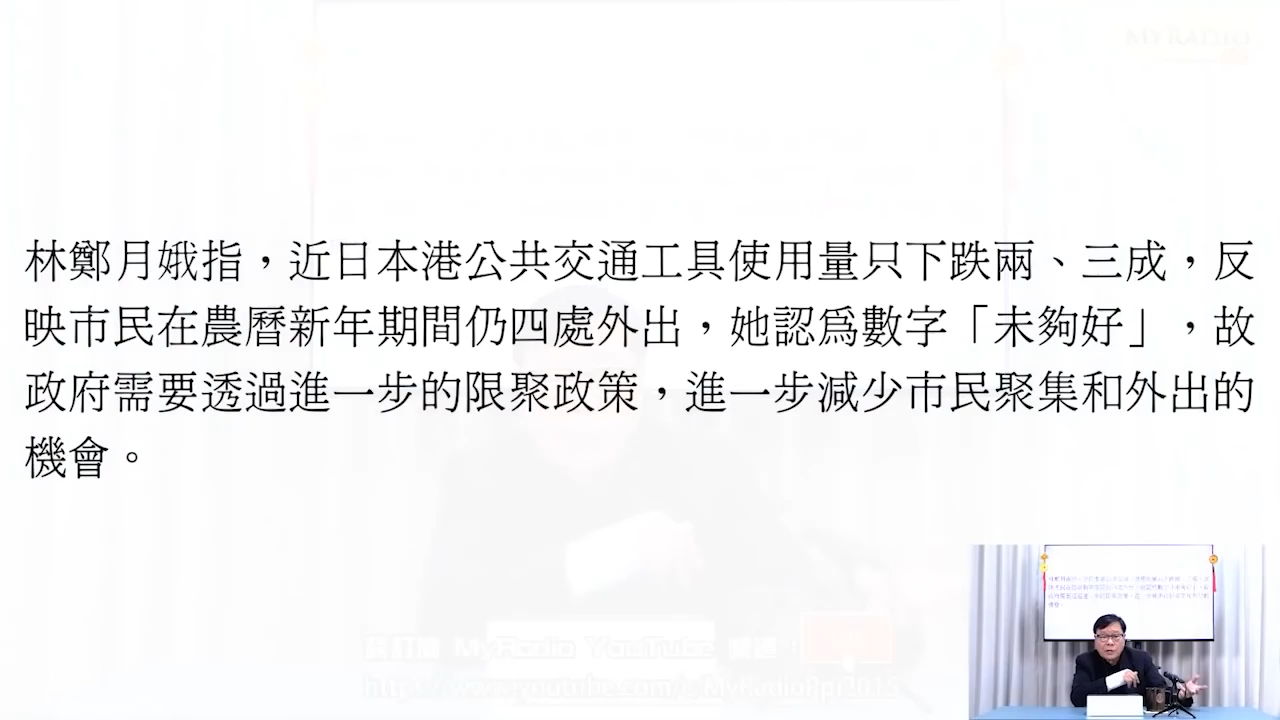 MYRADIO
林鄭月娥指，近日本港公共交通工具使用量只下跌兩、三成，反
映市民在農曆新年期間仍四處外出，她認爲數字「未夠好」，故
政府需要透過進一步的限聚政策，進一步減少市民聚集和外出的
機會。
MyRadio YouTube